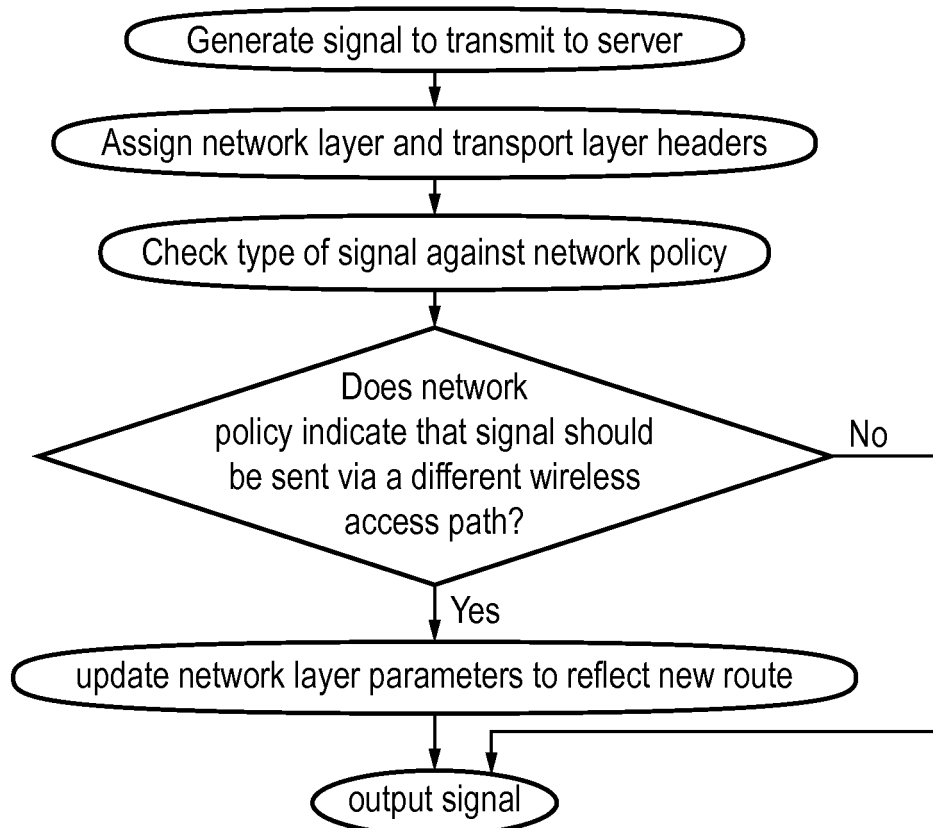 Generate signal to transmit to server
Assign network layer and transport layer headers
Check type of signal against network policy
Does network
policy indicate that signal should
be sent via a different wireless
access path?
No
Yes
update network layer parameters to reflect new route
output signal